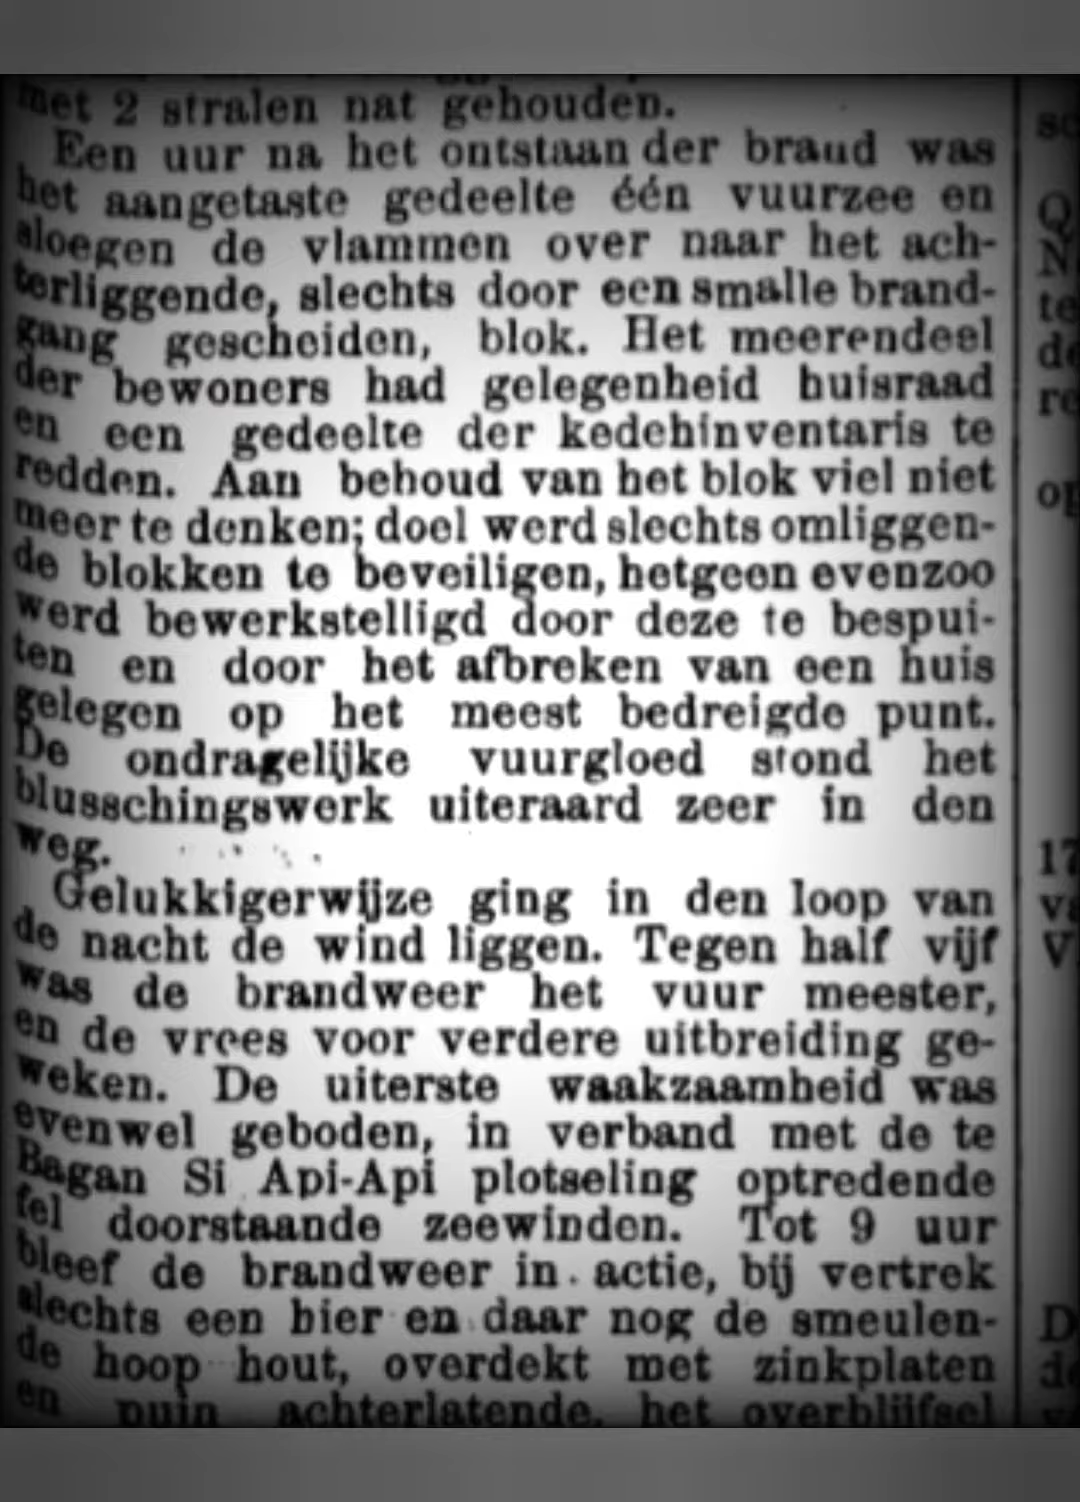 met 2 stralen nat gehouden.
Een uur na het ontstaan der brand was
het aangetaste gedeelte één vuurzee en
sloegen de vlammen over naar het ach-
terliggende, slechts door een smalle brand-
gang gescheiden, blok. Het meerendeel
der bewoners had gelegenheid huisraad
en een gedeelte der kedehinventaris te
redden. Aan behoud van het blok viel niet
meer te denken; doel werd slechts omliggen-
de blokken te beveiligen, hetgeen evenzoo
werd bewerkstelligd door deze te bespui-
ten en door het afbreken van een huis
gelegen op het meest bedreigde punt.
De ondragelijke vuurgloed stond het
blusschingswerk uiteraard zeer in den
weg.
Gelukkigerwijze ging in den loop van
de nacht de wind liggen. Tegen half vijf
was de brandweer het vuur meester,
en de vrees voor verdere uitbreiding ge-
weken. De uiterste waakzaamheid was
evenwel geboden, in verband met de te
Bagan Si Api-Api plotseling optredende
fel doorstaande zeewinden. Tot 9 uur
bleef de brandweer in actie, bij vertrek
slechts een hier en daar nog de smeulen-
de hoop hout, overdekt met zinkplaten
en puin achterlatende, het overblijfsel
17